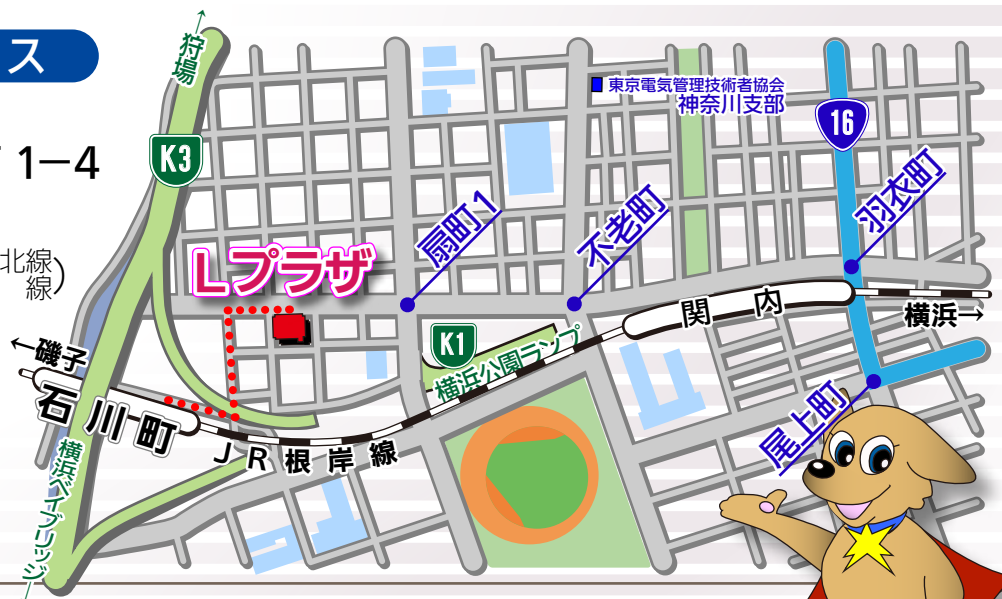 ス
1−4
北線
線)
狩場
K3
東京電気管理技術者協会
神奈川支部
16
扇町1
不老町
羽衣町
Lプラザ
K1
横浜公園ランプ
関内
横浜→
←磯子
石川町
JR根岸線
尾上町
横浜ベイブリッジ